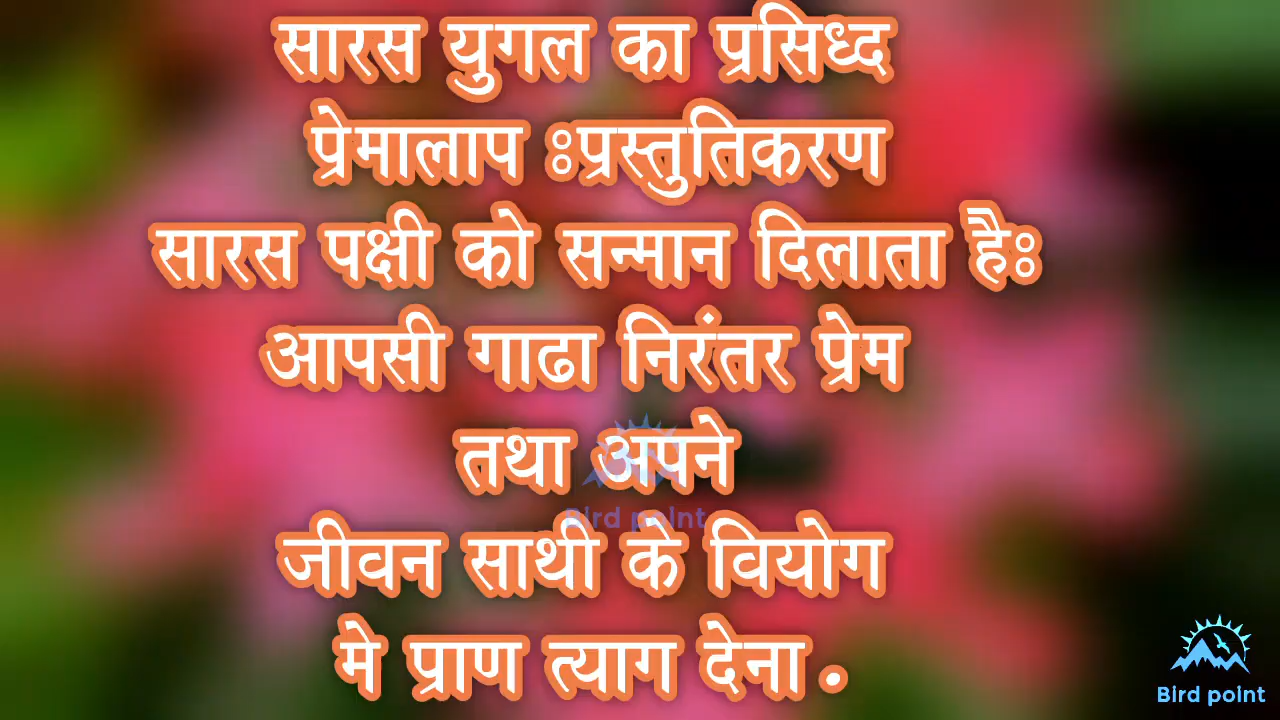 सारस युगल का प्रसिध्द
प्रेमालाप ःप्रस्तुतिकरण
सारस पक्षी को सन्मान दिलाता हैः
आपसी गाढा निरंतर प्रेम
तथा अपने
Bird point
जीवन साथी के वियोग
मे प्राण त्याग देना.
Bird point